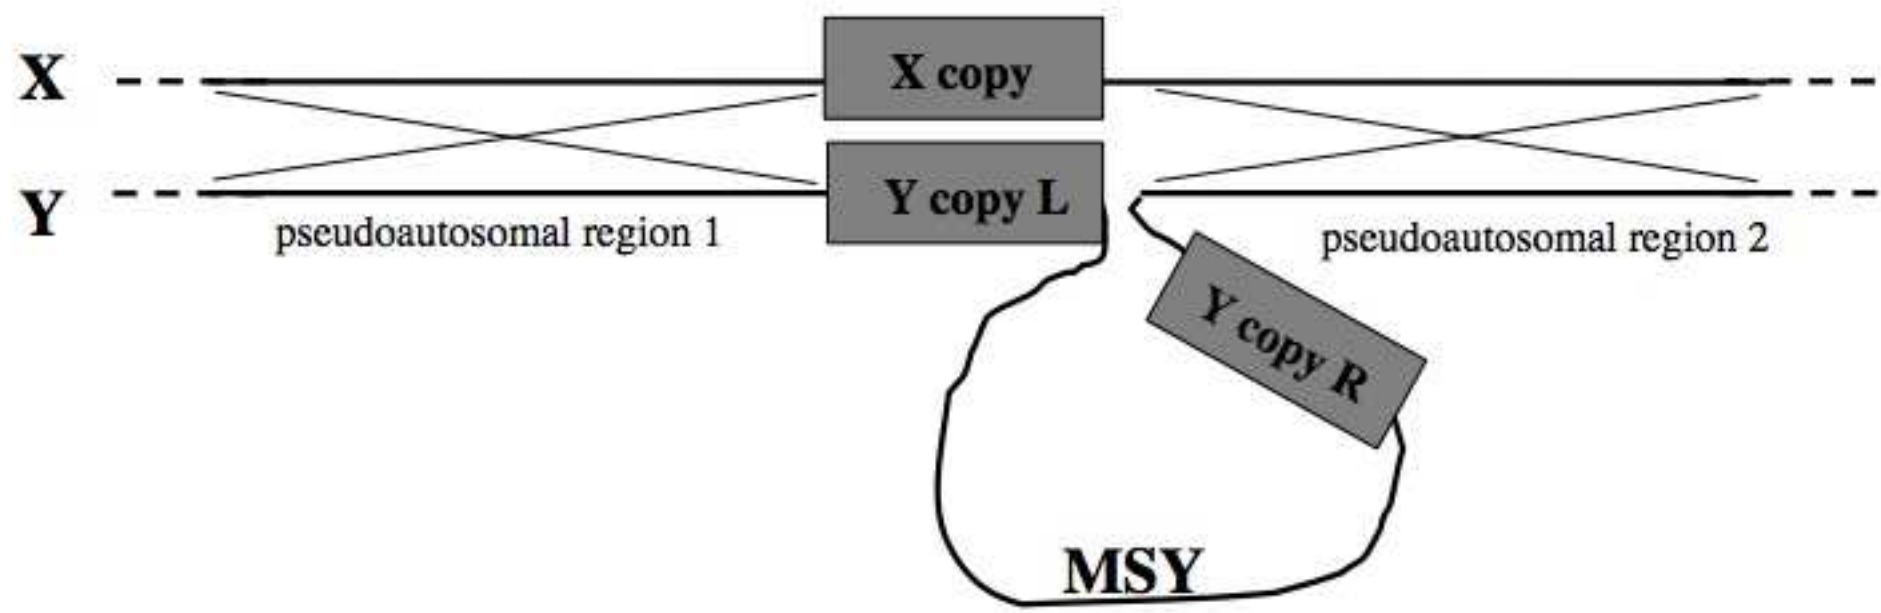 X
X copy
Y
Y copy L
pseudoautosomal region 1
pseudoautosomal region 2
Y copy R
MSY